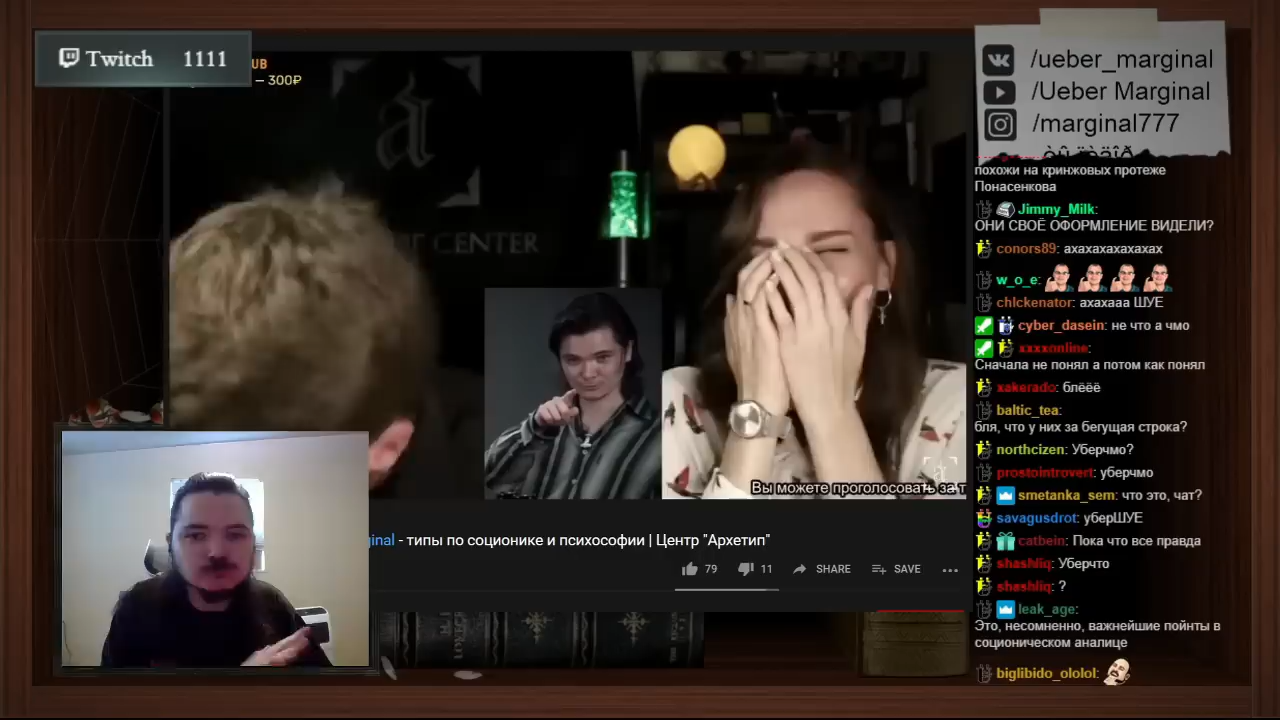 Twitch 1111
UB
– 300₽
CENTER
Вы можете проголосовать за т
ginal - типы по соционике и психософии | Центр "Архетип"
79
11
SHARE
SAVE
/ueber_marginal
/Ueber Marginal
/marginal777
похожи на кринжовых протеже
Понасенкова
Jimmy_Milk:
ОНИ СВОЁ ОФОРМЛЕНИЕ ВИДЕЛИ?
conors89: ахахахахахахах
w_o_e:
chlckenator: ахахааа ШУЕ
cyber_dasein: не что а чмо
xxxxonline:
Сначала не понял а потом как понял
xakerado: блёёё
baltic_tea:
бля, что у них за бегущая строка?
northcizen: Уберчмо?
prostointrovert: уберчмо
smetanka_sem: что это, чат?
savagusdrot: уберШУЕ
catbein: Пока что все правда
shashliq: Уберчто
shashliq: ?
leak_age:
Это, несомненно, важнейшие пойнты в
соционическом аналице
biglibido_ololol: